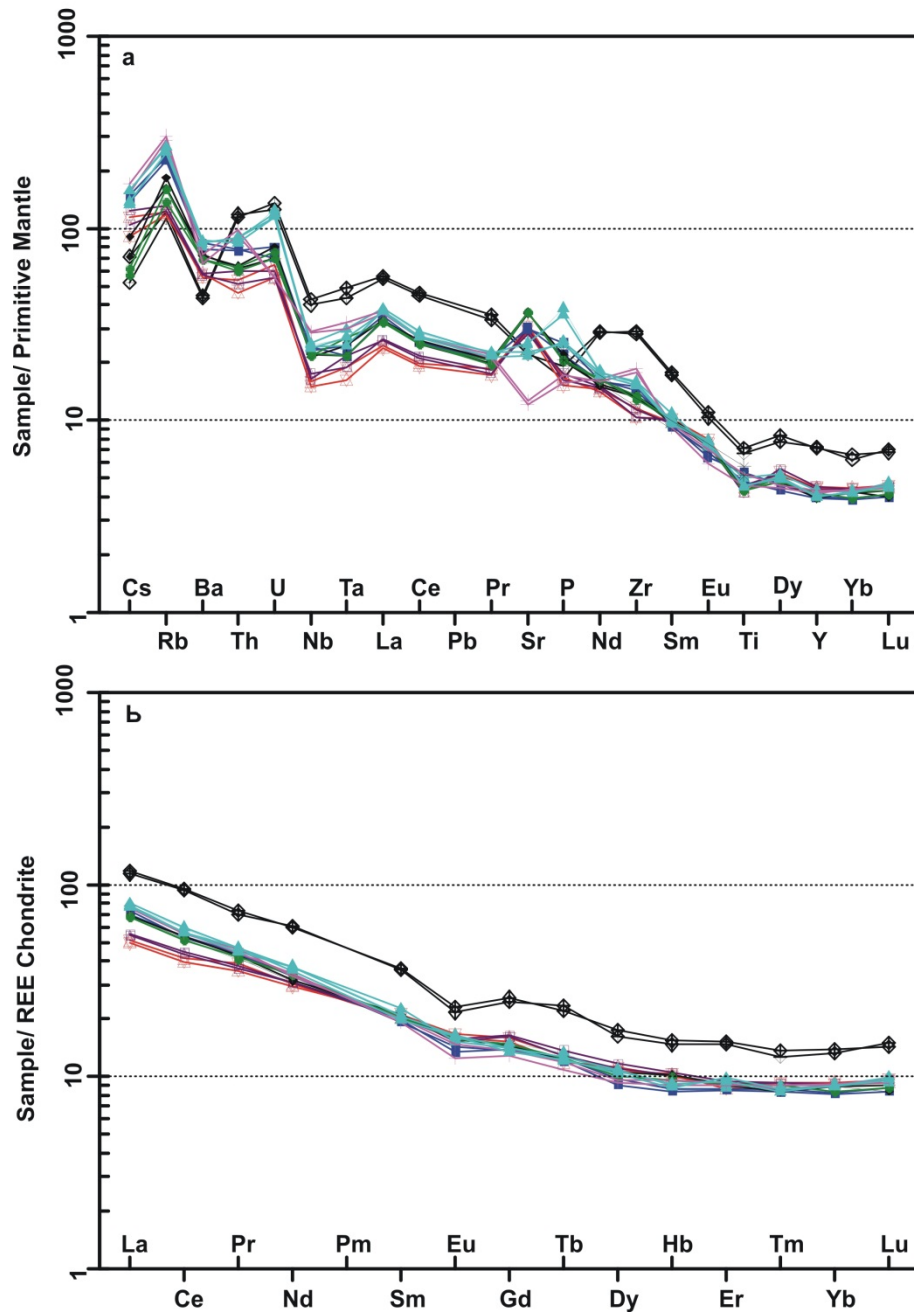 a
1000
100
10
1
Sample/ Primitive Mantle
Cs Ba U Ta Ce Pr P Zr Eu Dy Yb
Rb Th Nb La Pb Sr Nd Sm Ti Y Lu
Ь
1000
100
10
1
Sample/ REE Chondrite
La Pr Pm Eu Tb Hb Tm Lu
Ce Nd Sm Gd Dy Er Yb